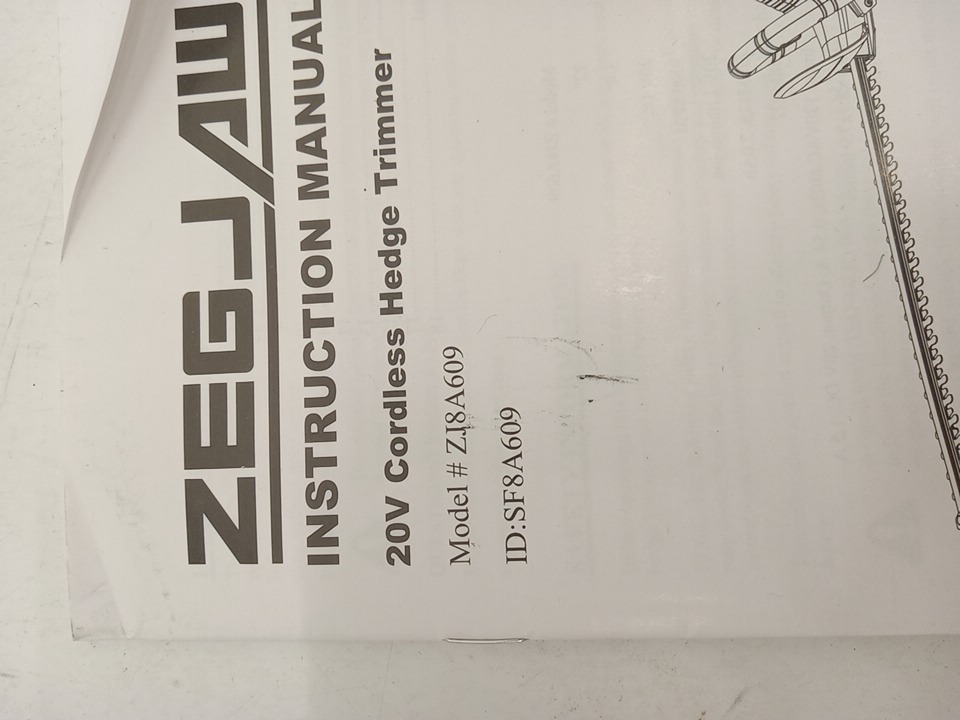 ZEGJAW
INSTRUCTION MANUAL
20V Cordless Hedge Trimmer
Model # ZJ8A609
ID:SF8A609